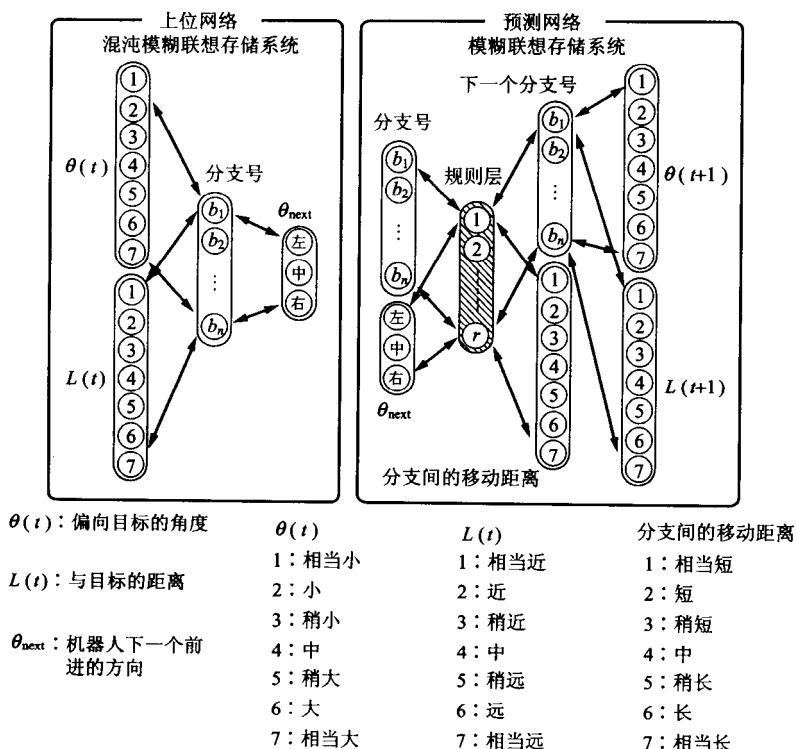 上位网络
混沌模糊联想存储系统
1
2
3
4
5
6
7
θ(t)
1
2
3
4
5
6
7
L(t)
分支号
b1
b2
⋮
bn
θnext
左
中
右
预测网络
模糊联想存储系统
分支号
b1
b2
⋮
bn
左
中
右
θnext
规则层
1
2
r
下一个分支号
b1
b2
⋮
bn
1
2
3
4
5
6
7
分支间的移动距离
1
2
3
4
5
6
7
θ(t+1)
1
2
3
4
5
6
7
L(t+1)
θ(t)：偏向目标的角度
L(t)：与目标的距离
θnext：机器人下一个前
进的方向
θ(t)
1：相当小
2：小
3：稍小
4：中
5：稍大
6：大
7：相当大
L(t)
1：相当近
2：近
3：稍近
4：中
5：稍远
6：远
7：相当远
分支间的移动距离
1：相当短
2：短
3：稍短
4：中
5：稍长
6：长
7：相当长